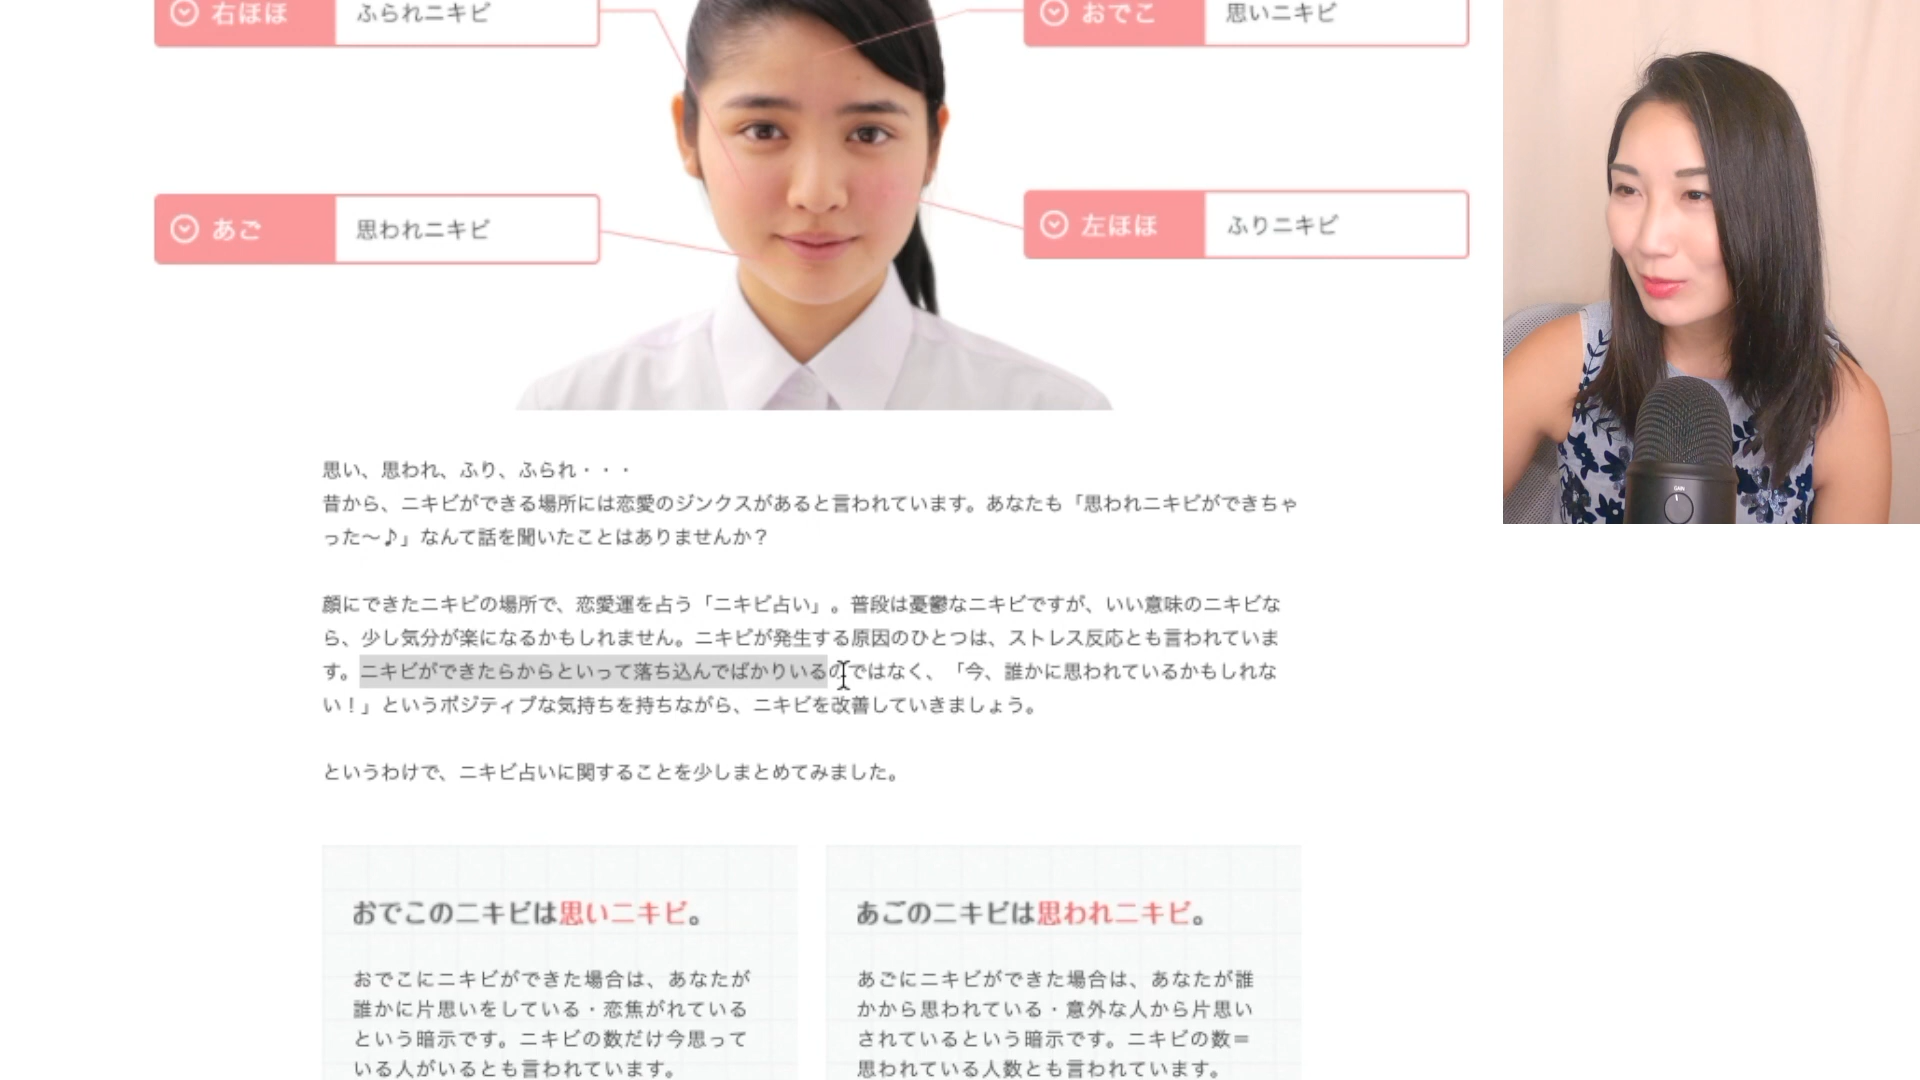 右ほほ
ふられニキビ
おでこ
思いニキビ
あご
思われニキビ
左ほほ
ふりニキビ
思い、思われ、ふり、ふられ・・・
昔から、ニキビができる場所には恋愛のジンクスがあると言われています。あなたも「思われニキビができちゃ
った〜♪」なんて話を聞いたことはありませんか？
顔にできたニキビの場所で、恋愛運を占う「ニキビ占い」。普段は憂鬱なニキビですが、いい意味のニキビな
ら、少し気分が楽になるかもしれません。ニキビが発生する原因のひとつは、ストレス反応とも言われていま
す。ニキビができたらからといって落ち込んでばかりいるのではなく、「今、誰かに思われているかもしれな
い！」というポジティブな気持ちを持ちながら、ニキビを改善していきましょう。
というわけで、ニキビ占いに関することを少しまとめてみました。
おでこのニキビは思いニキビ。
おでこにニキビができた場合は、あなたが
誰かに片思いをしている・恋焦がれている
という暗示です。ニキビの数だけ今思って
いる人がいるとも言われています。
あごのニキビは思われニキビ。
あごにニキビができた場合は、あなたが誰
かから思われている・意外な人から片思い
されているという暗示です。ニキビの数＝
思われている人数とも言われています。
GAIN